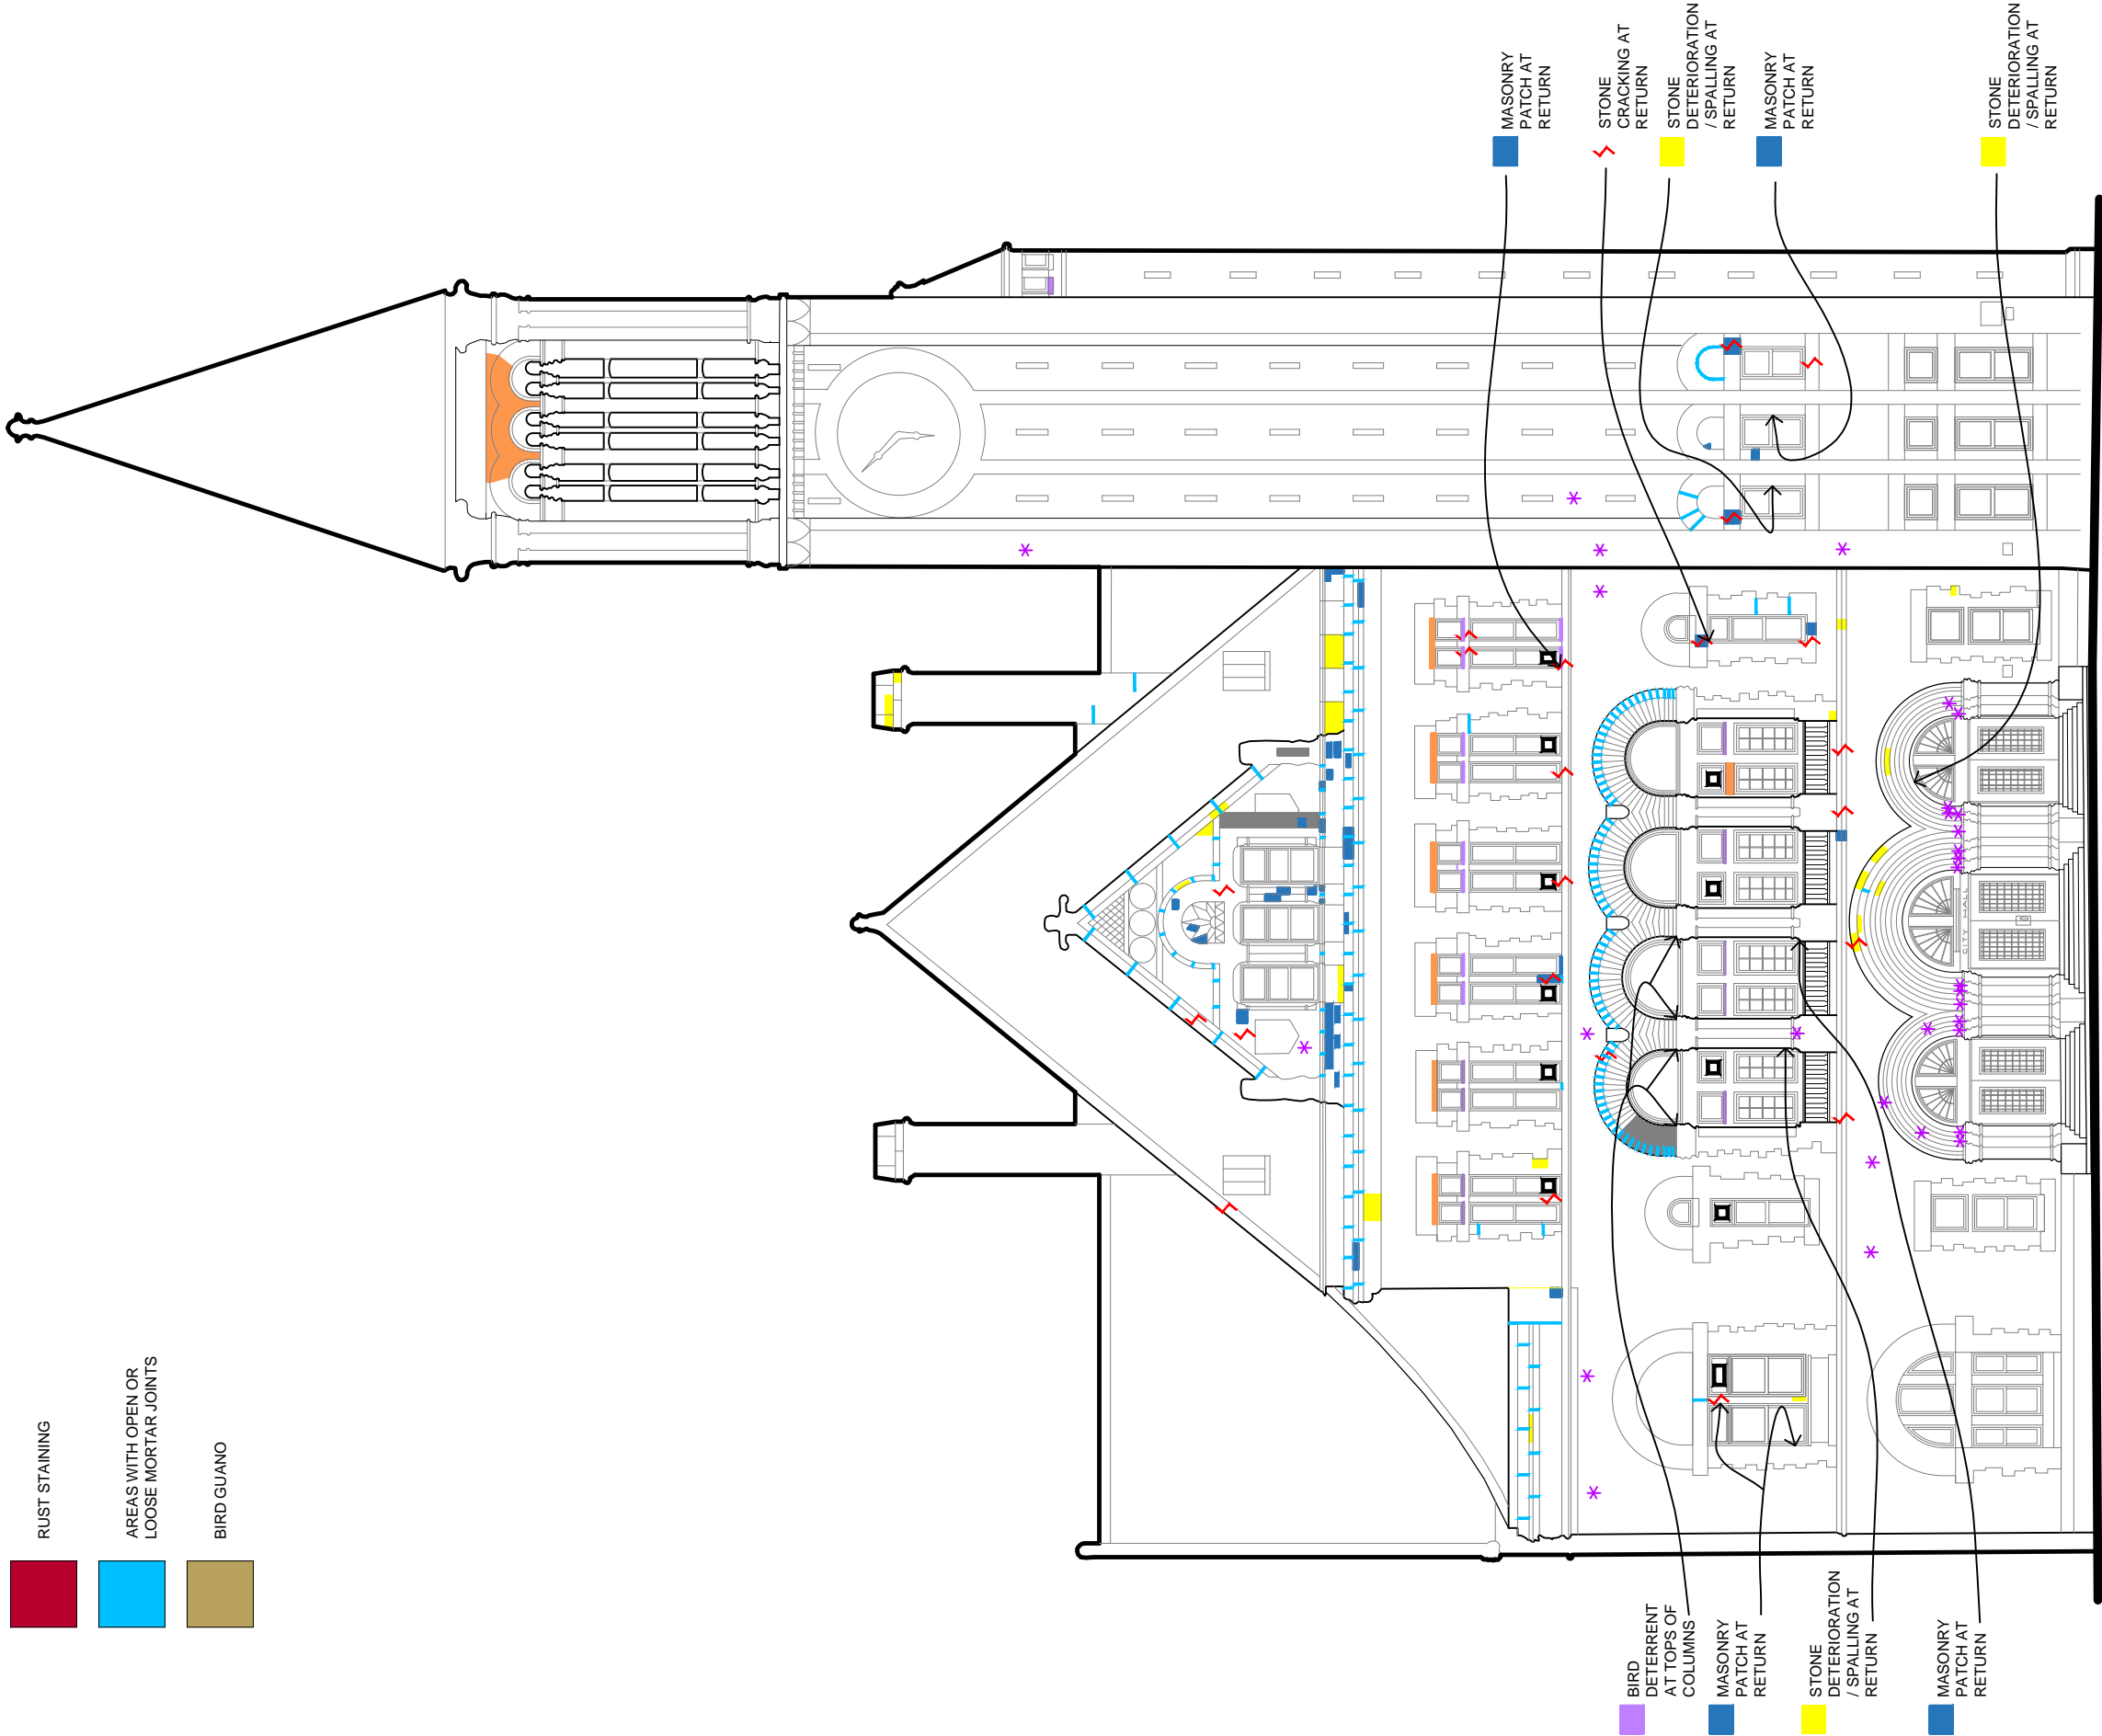 RUST STAINING
AREAS WITH OPEN OR
LOOSE MORTAR JOINTS
BIRD GUANO
MASONRY
PATCH AT
RETURN
STONE
CRACKING AT
RETURN
STONE
DETERIORATION
/ SPALLING AT
RETURN
MASONRY
PATCH AT
RETURN
STONE
DETERIORATION
/ SPALLING AT
RETURN
CITY HALL
BIRD
DETERRENT
AT TOPS OF
COLUMNS
MASONRY
PATCH AT
RETURN
STONE
DETERIORATION
/ SPALLING AT
RETURN
MASONRY
PATCH AT
RETURN